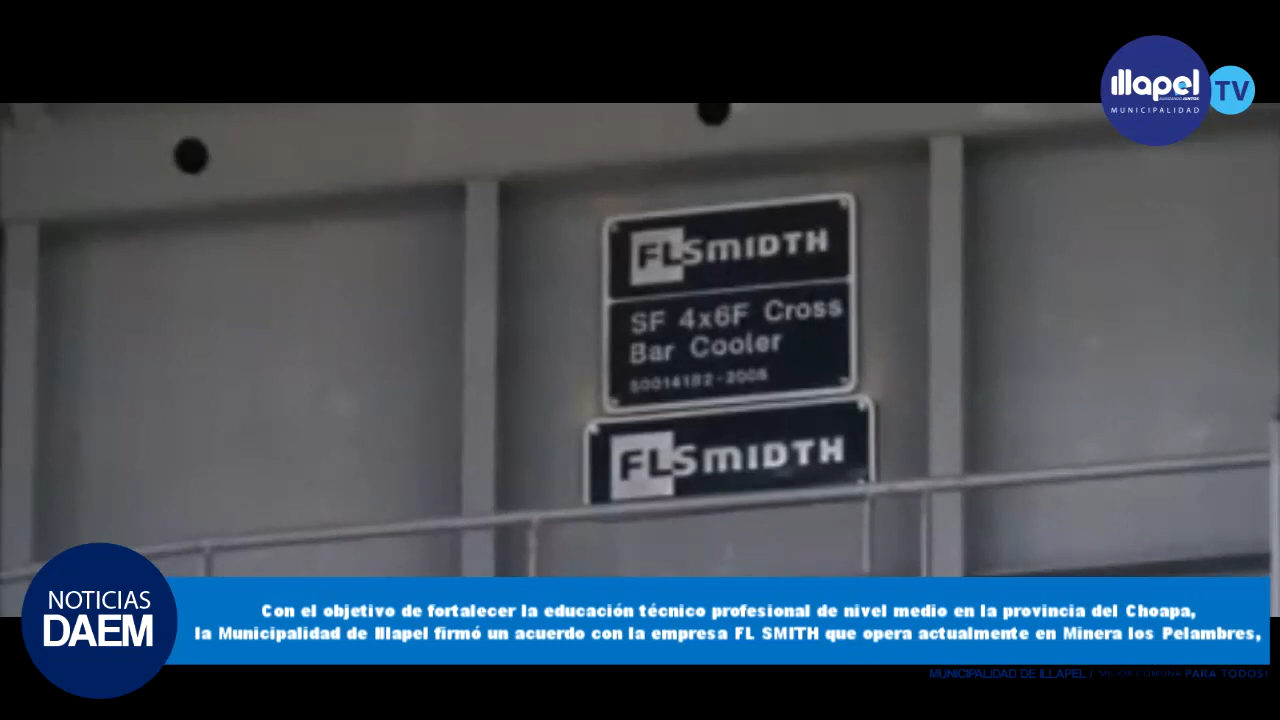 illapel
MUNICIPALIDAD
TV
FLSMIDTH
SF 4x6F Cross
Bar Cooler
FLSMIDTH
NOTICIAS
DAEM
Con el objetivo de fortalecer la educación técnico profesional de nivel medio en la provincia del Choapa,
la Municipalidad de Illapel firmó un acuerdo con la empresa FL SMITH que opera actualmente en Minera los Pelambres,
MUNICIPALIDAD DE ILLAPEL / MEJOR COMUNA PARA TODOS!